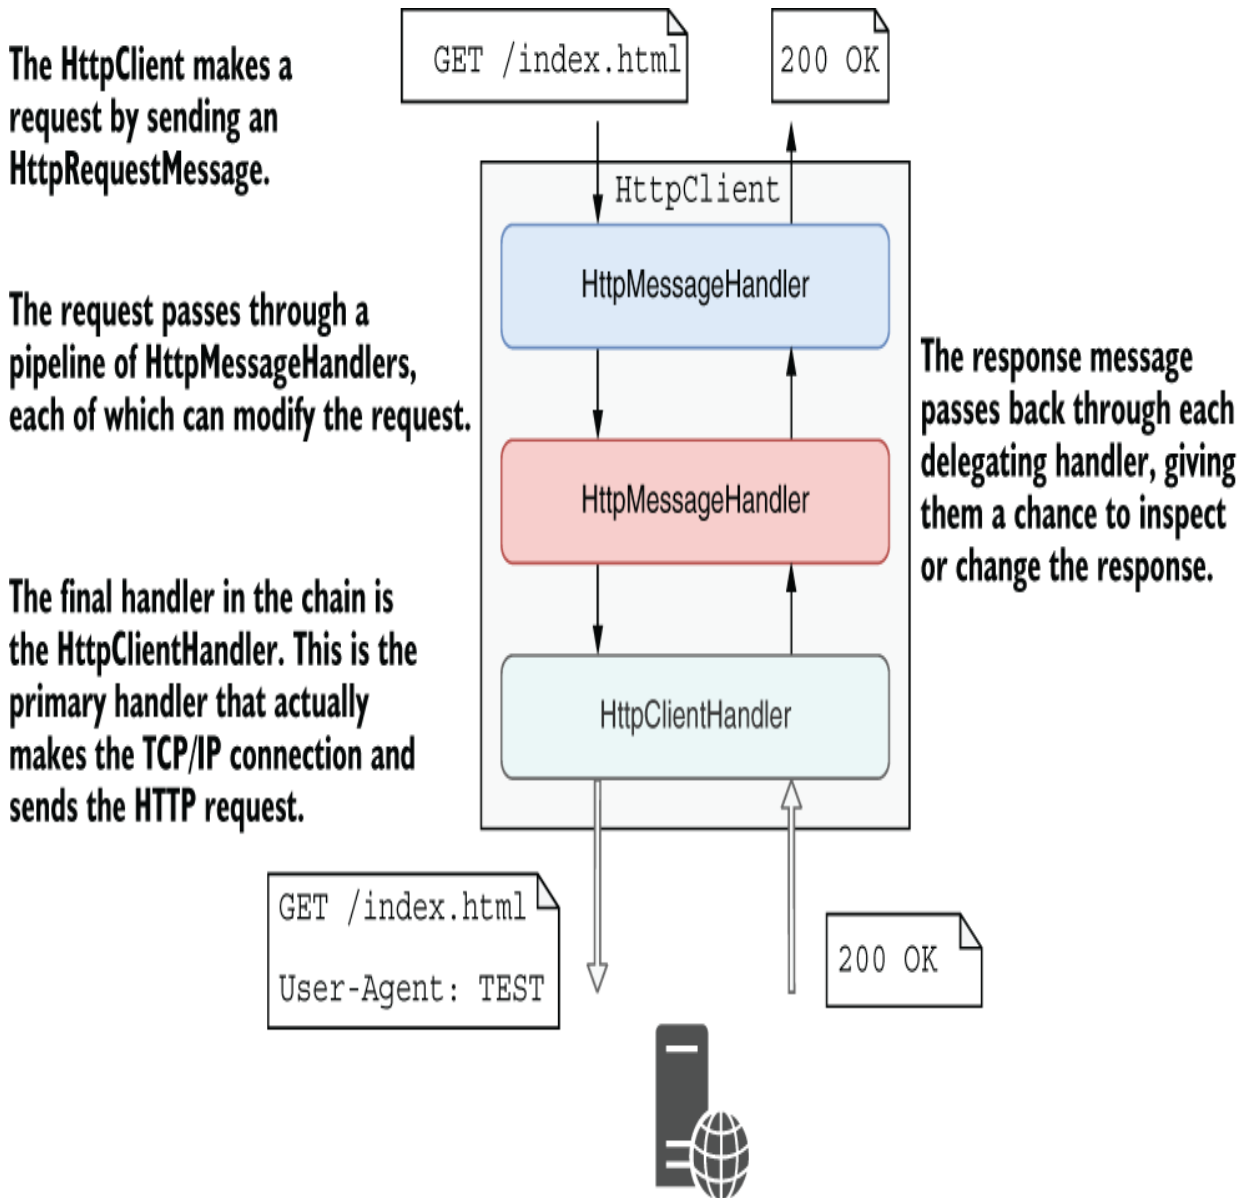 The HttpClient makes a
request by sending an
HttpRequestMessage.
GET /index.html
200 OK
HttpClient
HttpMessageHandler
The request passes through a
pipeline of HttpMessageHandlers,
each of which can modify the request.
HttpMessageHandler
The response message
passes back through each
delegating handler, giving
them a chance to inspect
or change the response.
The final handler in the chain is
the HttpClientHandler. This is the
primary handler that actually
makes the TCP/IP connection and
sends the HTTP request.
HttpClientHandler
GET /index.html
User-Agent: TEST
200 OK